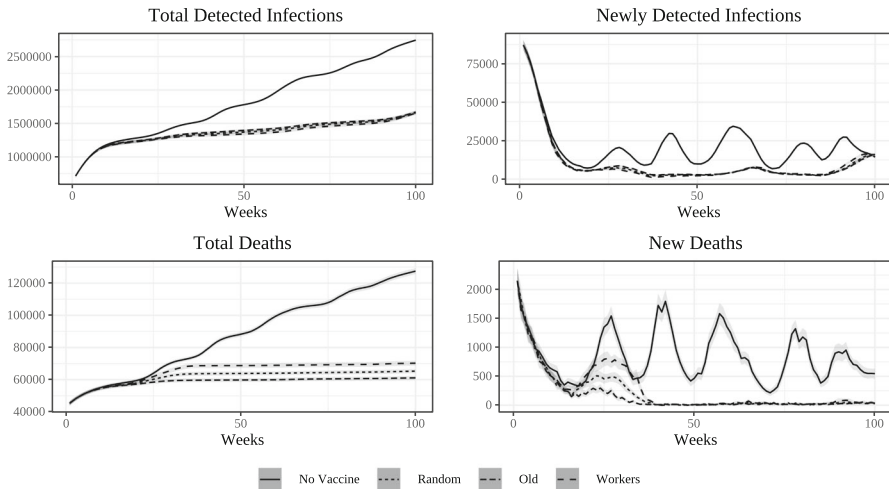 Total Detected Infections
2500000
2000000
1500000
1000000
0
50
100
Weeks
Newly Detected Infections
75000
50000
25000
0
0
50
100
Weeks
Total Deaths
120000
100000
80000
60000
40000
0
50
100
Weeks
New Deaths
2000
1500
1000
500
0
0
50
100
Weeks
No Vaccine
Random
Old
Workers